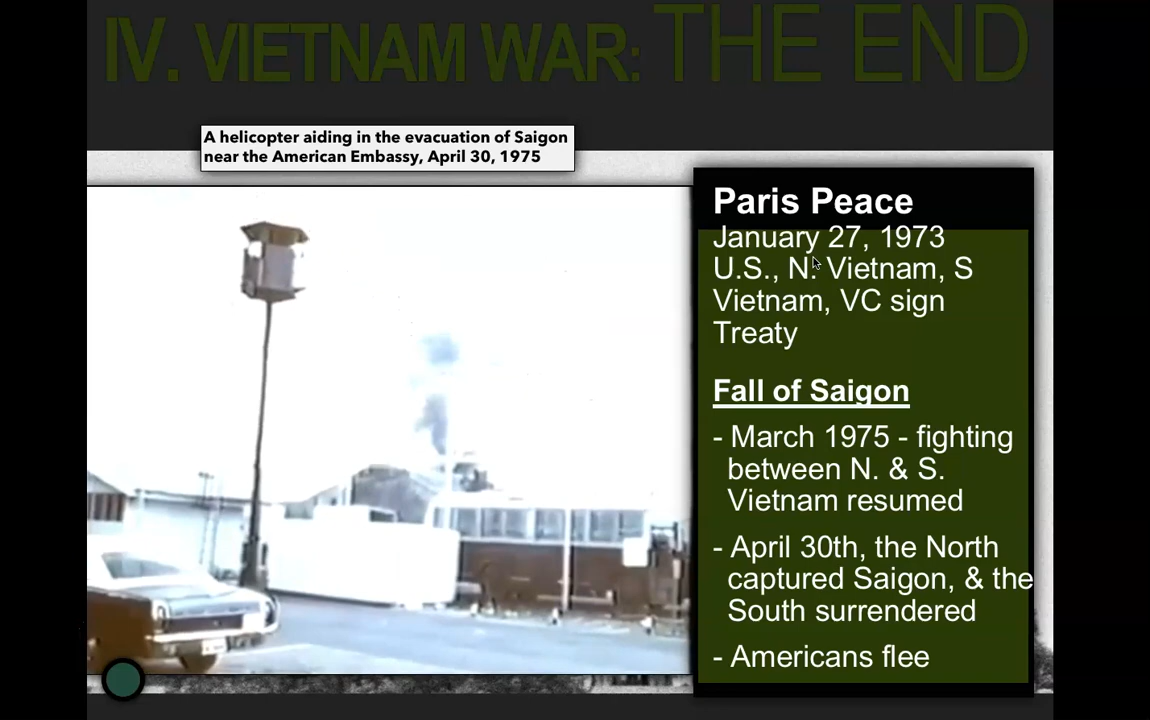 IV. VIETNAM WAR: THE END
A helicopter aiding in the evacuation of Saigon
near the American Embassy, April 30, 1975
Paris Peace
January 27, 1973
U.S., N. Vietnam, S
Vietnam, VC sign
Treaty
Fall of Saigon
- March 1975 - fighting
between N. & S.
Vietnam resumed
- April 30th, the North
captured Saigon, & the
South surrendered
- Americans flee